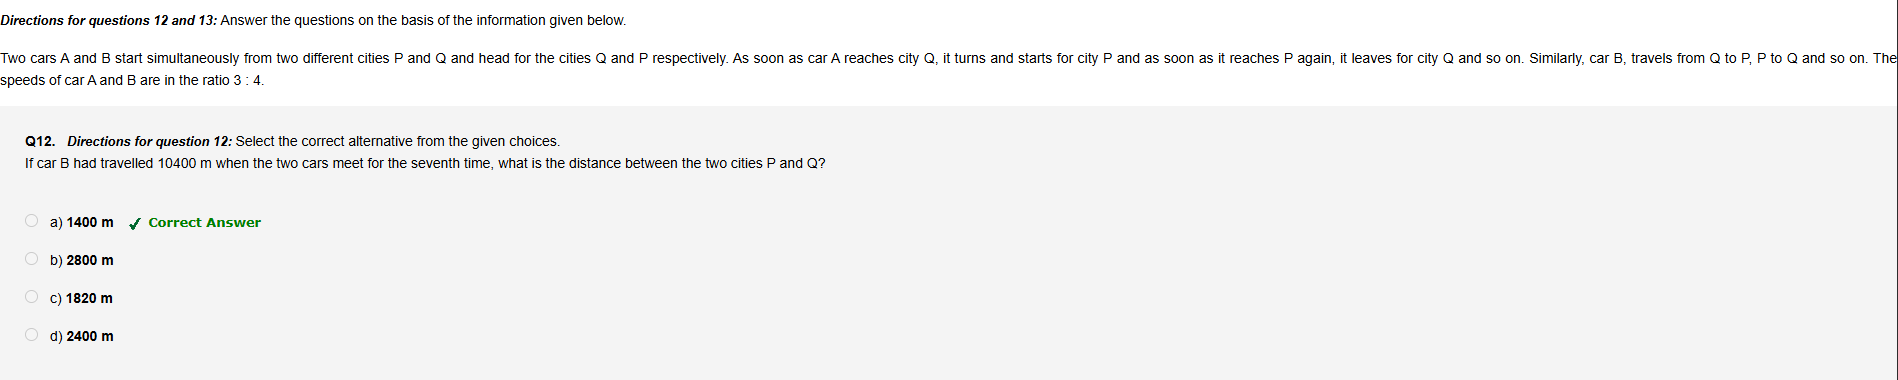 Directions for questions 12 and 13: Answer the questions on the basis of the information given below.
Two cars A and B start simultaneously from two different cities P and Q and head for the cities Q and P respectively. As soon as car A reaches city Q, it turns and starts for city P and as soon as it reaches P again, it leaves for city Q and so on. Similarly, car B, travels from Q to P, P to Q and so on. The
speeds of car A and B are in the ratio 3 : 4.
Q12. Directions for question 12: Select the correct alternative from the given choices.
If car B had travelled 10400 m when the two cars meet for the seventh time, what is the distance between the two cities P and Q?
a) 1400 m ✓ Correct Answer
b) 2800 m
c) 1820 m
d) 2400 m